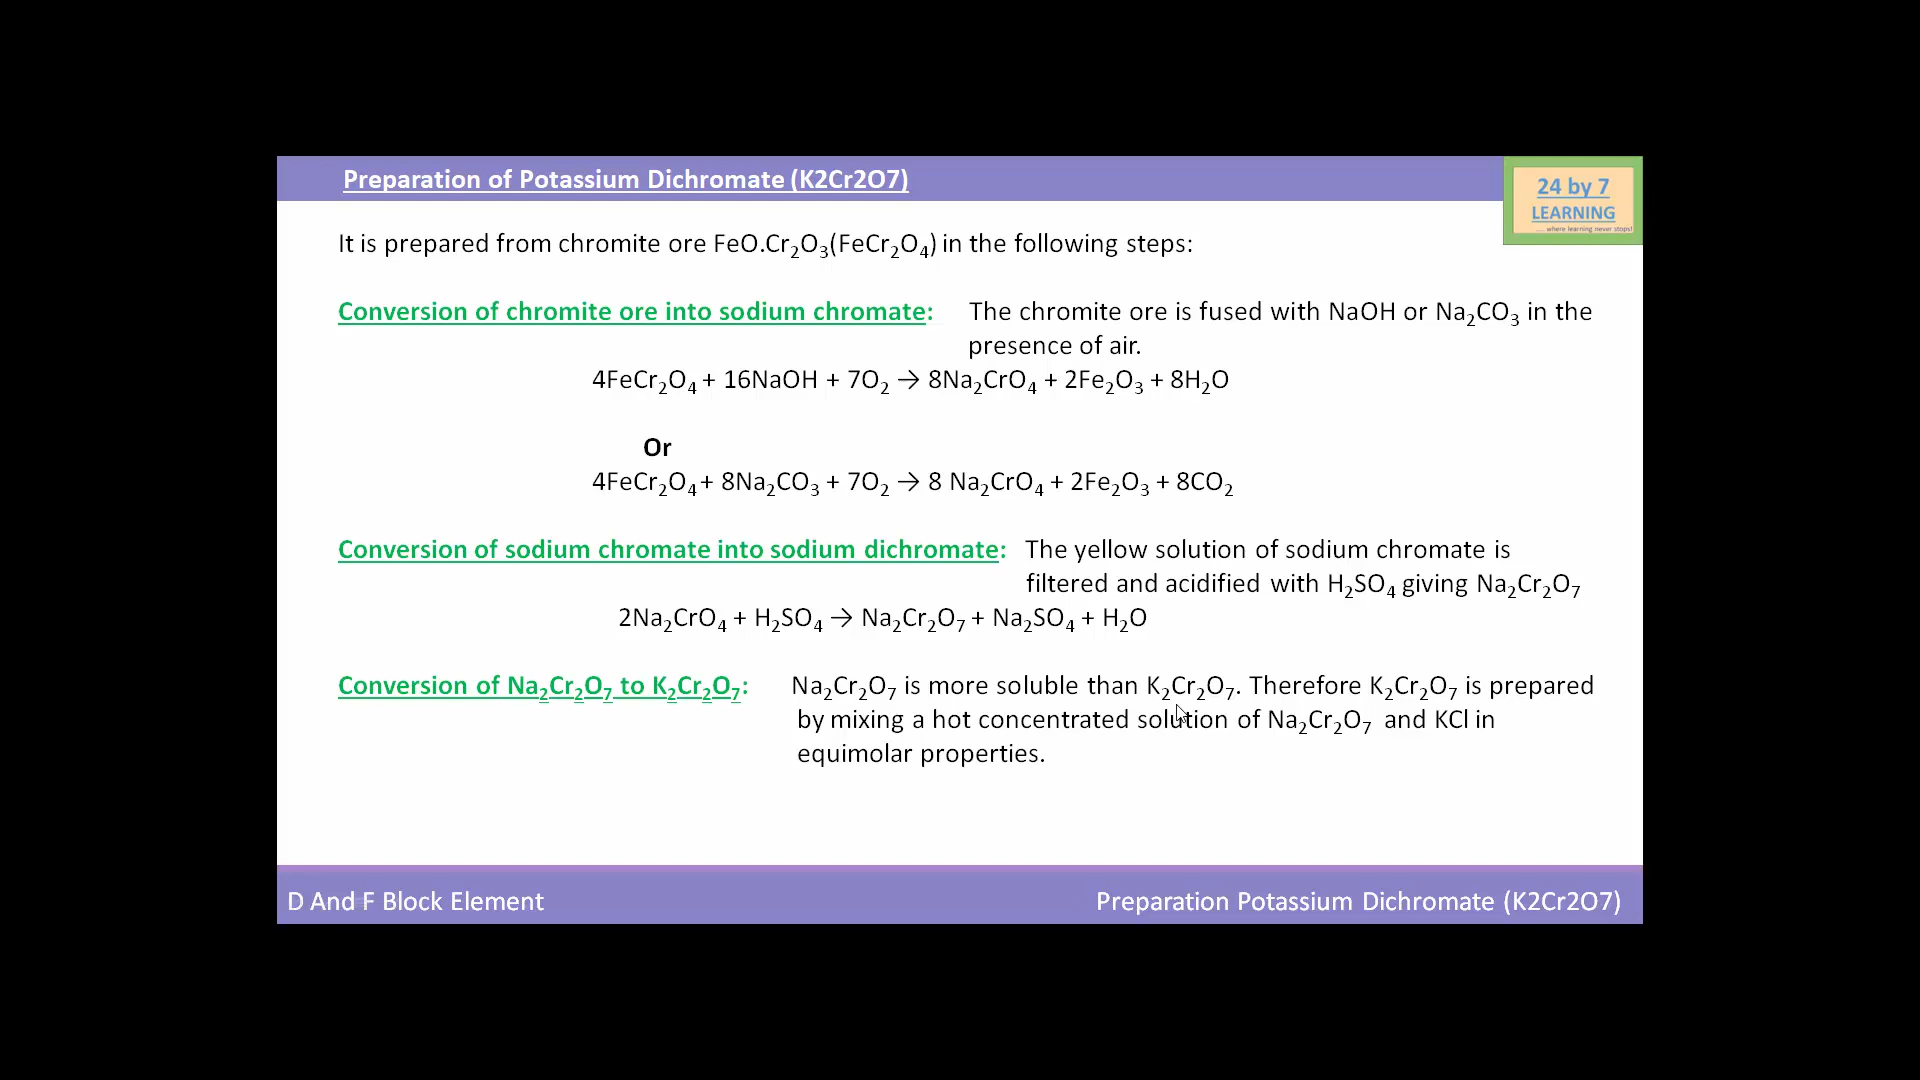 Preparation of Potassium Dichromate (K2Cr2O7)
24 by 7
LEARNING
.... where learning never stops!
It is prepared from chromite ore FeO.Cr₂O₃(FeCr₂O₄) in the following steps:
Conversion of chromite ore into sodium chromate: The chromite ore is fused with NaOH or Na₂CO₃ in the
presence of air.
4FeCr₂O₄ + 16NaOH + 7O₂ → 8Na₂CrO₄ + 2Fe₂O₃ + 8H₂O
Or
4FeCr₂O₄ + 8Na₂CO₃ + 7O₂ → 8 Na₂CrO₄ + 2Fe₂O₃ + 8CO₂
Conversion of sodium chromate into sodium dichromate: The yellow solution of sodium chromate is
filtered and acidified with H₂SO₄ giving Na₂Cr₂O₇
2Na₂CrO₄ + H₂SO₄ → Na₂Cr₂O₇ + Na₂SO₄ + H₂O
Conversion of Na₂Cr₂O₇ to K₂Cr₂O₇: Na₂Cr₂O₇ is more soluble than K₂Cr₂O₇. Therefore K₂Cr₂O₇ is prepared
by mixing a hot concentrated solution of Na₂Cr₂O₇ and KCl in
equimolar properties.
D And F Block Element
Preparation Potassium Dichromate (K2Cr2O7)